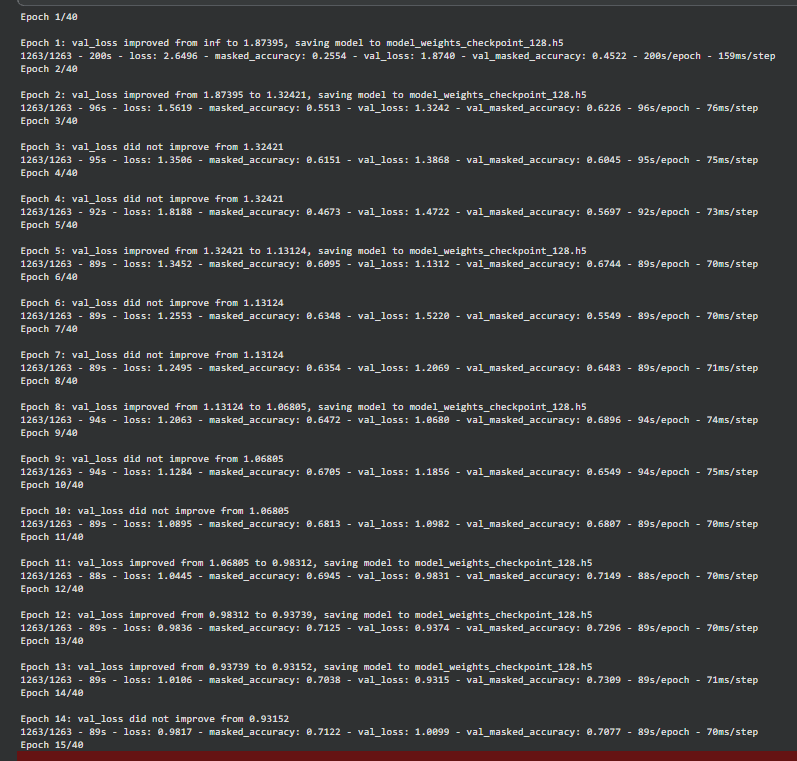 Epoch 1/40
Epoch 1: val_loss improved from inf to 1.87395, saving model to model_weights_checkpoint_128.h5
1263/1263 - 200s - loss: 2.6496 - masked_accuracy: 0.2554 - val_loss: 1.8740 - val_masked_accuracy: 0.4522 - 200s/epoch - 159ms/step
Epoch 2/40
Epoch 2: val_loss improved from 1.87395 to 1.32421, saving model to model_weights_checkpoint_128.h5
1263/1263 - 96s - loss: 1.5619 - masked_accuracy: 0.5513 - val_loss: 1.3242 - val_masked_accuracy: 0.6226 - 96s/epoch - 76ms/step
Epoch 3/40
Epoch 3: val_loss did not improve from 1.32421
1263/1263 - 95s - loss: 1.3506 - masked_accuracy: 0.6151 - val_loss: 1.3868 - val_masked_accuracy: 0.6045 - 95s/epoch - 75ms/step
Epoch 4/40
Epoch 4: val_loss did not improve from 1.32421
1263/1263 - 92s - loss: 1.8188 - masked_accuracy: 0.4673 - val_loss: 1.4722 - val_masked_accuracy: 0.5697 - 92s/epoch - 73ms/step
Epoch 5/40
Epoch 5: val_loss improved from 1.32421 to 1.13124, saving model to model_weights_checkpoint_128.h5
1263/1263 - 89s - loss: 1.3452 - masked_accuracy: 0.6095 - val_loss: 1.1312 - val_masked_accuracy: 0.6744 - 89s/epoch - 70ms/step
Epoch 6/40
Epoch 6: val_loss did not improve from 1.13124
1263/1263 - 89s - loss: 1.2553 - masked_accuracy: 0.6348 - val_loss: 1.5220 - val_masked_accuracy: 0.5549 - 89s/epoch - 70ms/step
Epoch 7/40
Epoch 7: val_loss did not improve from 1.13124
1263/1263 - 89s - loss: 1.2495 - masked_accuracy: 0.6354 - val_loss: 1.2069 - val_masked_accuracy: 0.6483 - 89s/epoch - 71ms/step
Epoch 8/40
Epoch 8: val_loss improved from 1.13124 to 1.06805, saving model to model_weights_checkpoint_128.h5
1263/1263 - 94s - loss: 1.2063 - masked_accuracy: 0.6472 - val_loss: 1.0680 - val_masked_accuracy: 0.6896 - 94s/epoch - 74ms/step
Epoch 9/40
Epoch 9: val_loss did not improve from 1.06805
1263/1263 - 94s - loss: 1.1284 - masked_accuracy: 0.6705 - val_loss: 1.1856 - val_masked_accuracy: 0.6549 - 94s/epoch - 75ms/step
Epoch 10/40
Epoch 10: val_loss did not improve from 1.06805
1263/1263 - 89s - loss: 1.0895 - masked_accuracy: 0.6813 - val_loss: 1.0982 - val_masked_accuracy: 0.6807 - 89s/epoch - 70ms/step
Epoch 11/40
Epoch 11: val_loss improved from 1.06805 to 0.98312, saving model to model_weights_checkpoint_128.h5
1263/1263 - 88s - loss: 1.0445 - masked_accuracy: 0.6945 - val_loss: 0.9831 - val_masked_accuracy: 0.7149 - 88s/epoch - 70ms/step
Epoch 12/40
Epoch 12: val_loss improved from 0.98312 to 0.93739, saving model to model_weights_checkpoint_128.h5
1263/1263 - 89s - loss: 0.9836 - masked_accuracy: 0.7125 - val_loss: 0.9374 - val_masked_accuracy: 0.7296 - 89s/epoch - 70ms/step
Epoch 13/40
Epoch 13: val_loss improved from 0.93739 to 0.93152, saving model to model_weights_checkpoint_128.h5
1263/1263 - 89s - loss: 1.0106 - masked_accuracy: 0.7038 - val_loss: 0.9315 - val_masked_accuracy: 0.7309 - 89s/epoch - 71ms/step
Epoch 14/40
Epoch 14: val_loss did not improve from 0.93152
1263/1263 - 89s - loss: 0.9817 - masked_accuracy: 0.7122 - val_loss: 1.0099 - val_masked_accuracy: 0.7077 - 89s/epoch - 70ms/step
Epoch 15/40